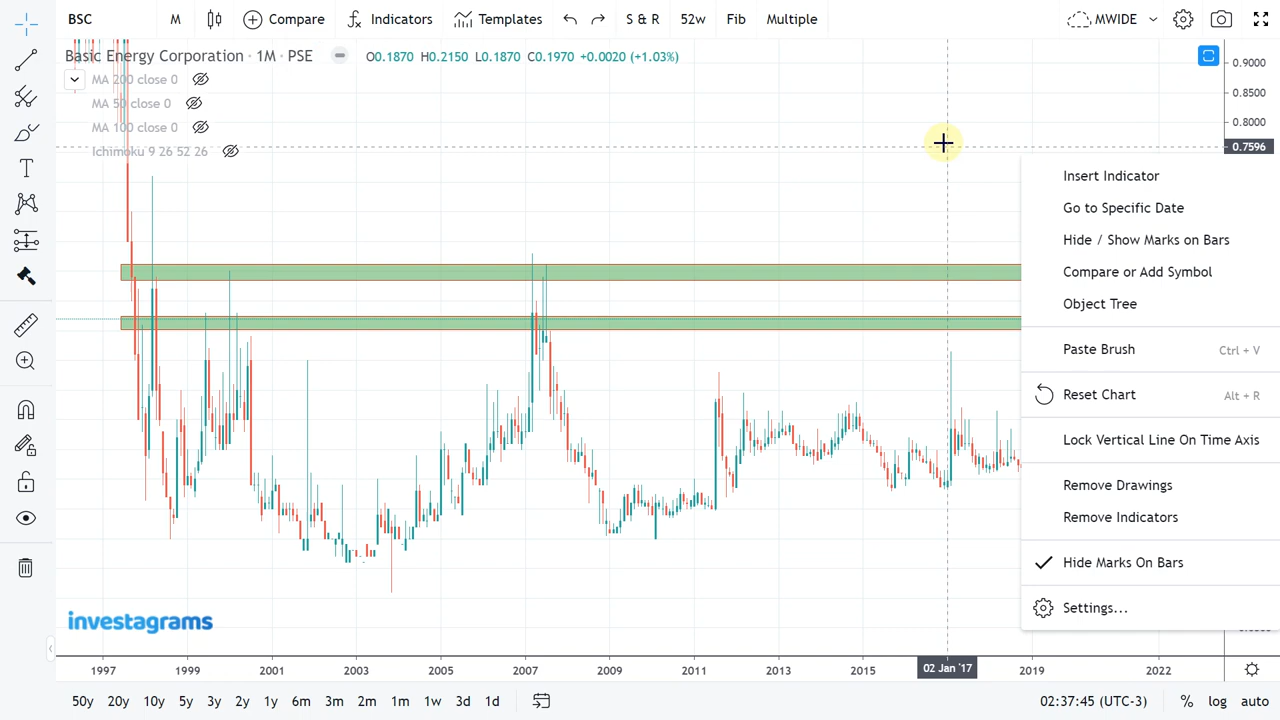 BSC M Compare Indicators Templates S & R 52w Fib Multiple MWIDE
Basic Energy Corporation · 1M · PSE O0.1870 H0.2150 L0.1870 C0.1970 +0.0020 (+1.03%)
MA 200 close 0
MA 50 close 0
MA 100 close 0
Ichimoku 9 26 52 26
0.9000
0.8500
0.8000
0.7596
Insert Indicator
Go to Specific Date
Hide / Show Marks on Bars
Compare or Add Symbol
Object Tree
Paste Brush Ctrl + V
Reset Chart Alt + R
Lock Vertical Line On Time Axis
Remove Drawings
Remove Indicators
Hide Marks On Bars
Settings...
investagrams
1997 1999 2001 2003 2005 2007 2009 2011 2013 2015 02 Jan '17 2019 2022
50y 20y 10y 5y 3y 2y 1y 6m 3m 2m 1m 1w 3d 1d 02:37:45 (UTC-3) % log auto